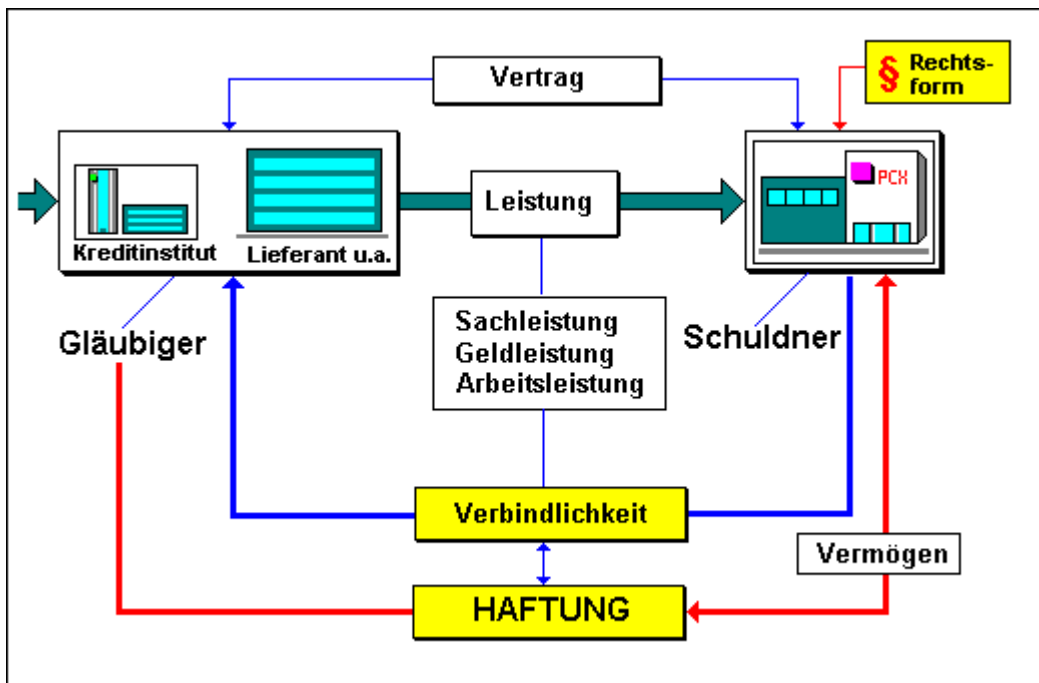 Vertrag
§ Rechts-
form
PCX
Leistung
Kreditinstitut
Lieferant u.a.
Gläubiger
Schuldner
Sachleistung
Geldleistung
Arbeitsleistung
Verbindlichkeit
Vermögen
HAFTUNG